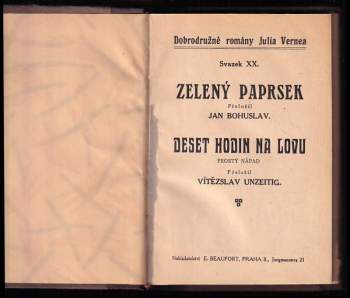 Dobrodružné romány Julia Vernea
Svazek XX.
ZELENÝ PAPRSEK
Přeložil
JAN BOHUSLAV.
DESET HODIN NA LOVU
PROSTÝ NÁPAD
Přeložil
VÍTĚZSLAV UNZEITIG.
Nakladatelství E. BEAUFORT, PRAHA II., Jungmannova 21